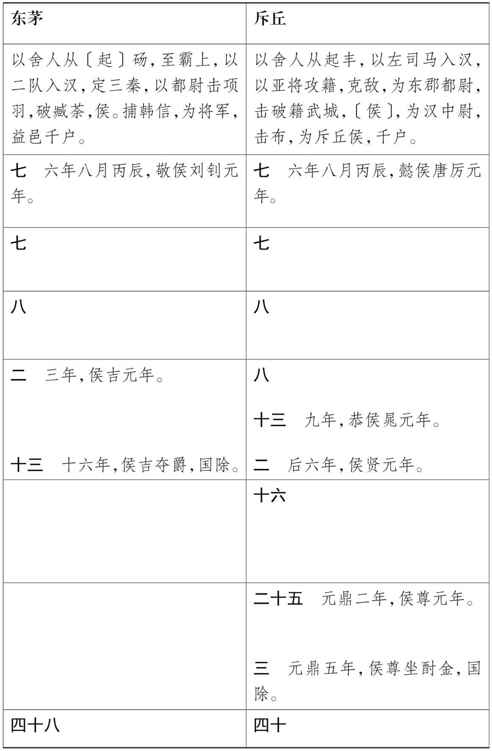 东茅
以舍人从〔起〕砀,至霸上,以
二队入汉,定三秦,以都尉击项
羽,破臧荼,侯。捕韩信,为将军,
益邑千户。
七 六年八月丙辰,敬侯刘钊元
年。
七
八
二 三年,侯吉元年。
十三 十六年,侯吉夺爵,国除。
四十八
斥丘
以舍人从起丰,以左司马入汉,
以亚将攻籍,克敌,为东郡都尉,
击破籍武城,〔侯〕,为汉中尉,
击布,为斥丘侯,千户。
七 六年八月丙辰,懿侯唐厉元
年。
七
八
八
十三 九年,恭侯晁元年。
二 后六年,侯贤元年。
十六
二十五 元鼎二年,侯尊元年。
三 元鼎五年,侯尊坐酎金,国
除。
四十